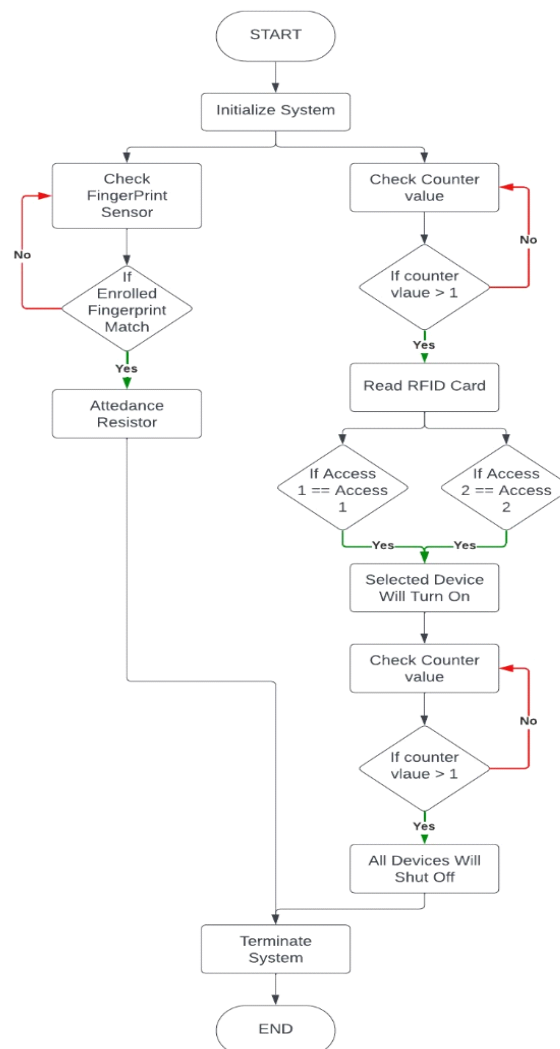 START
Initialize System
Check
FingerPrint
Sensor
No
If
Enrolled
Fingerprint
Match
Yes
Attedance
Resistor
Check Counter
value
No
If counter
vlaue > 1
Yes
Read RFID Card
If Access
1 == Access
1
If Access
2 == Access
2
Yes
Yes
Selected Device
Will Turn On
Check Counter
value
No
If counter
vlaue > 1
Yes
All Devices Will
Shut Off
Terminate
System
END